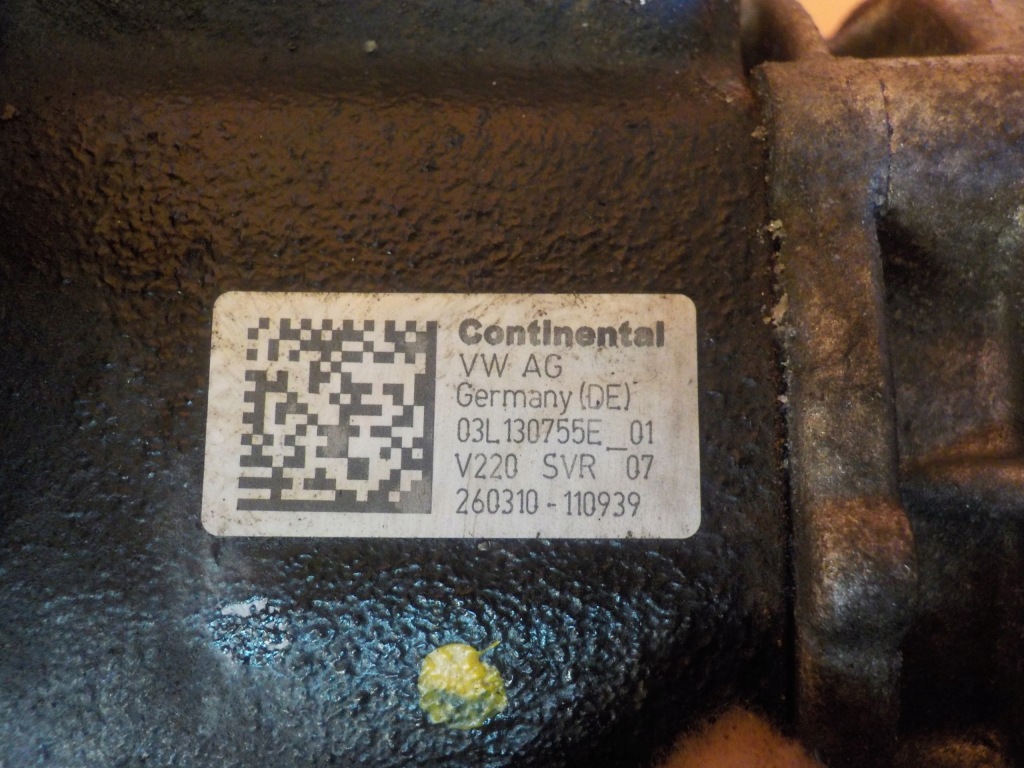 Continental
VW AG
Germany (DE)
03L130755E_01
V220 SVR 07
260310-110939